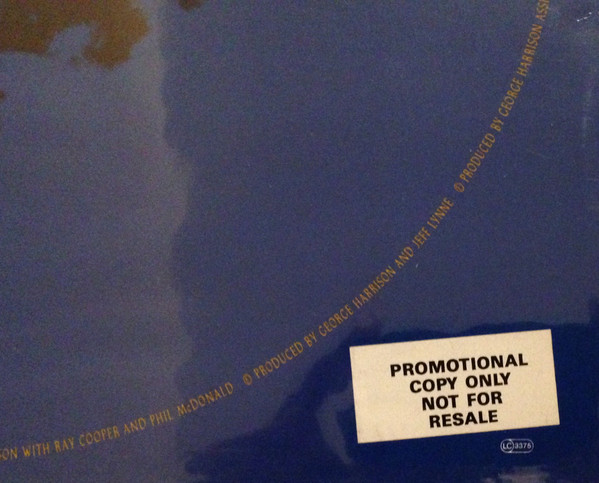 ON WITH RAY COOPER AND PHIL McDONALD ⊕ PRODUCED BY GEORGE HARRISON AND JEFF LYNNE ⊕ PRODUCED BY GEORGE HARRISON ASS
PROMOTIONAL
COPY ONLY
NOT FOR
RESALE
LC 3375